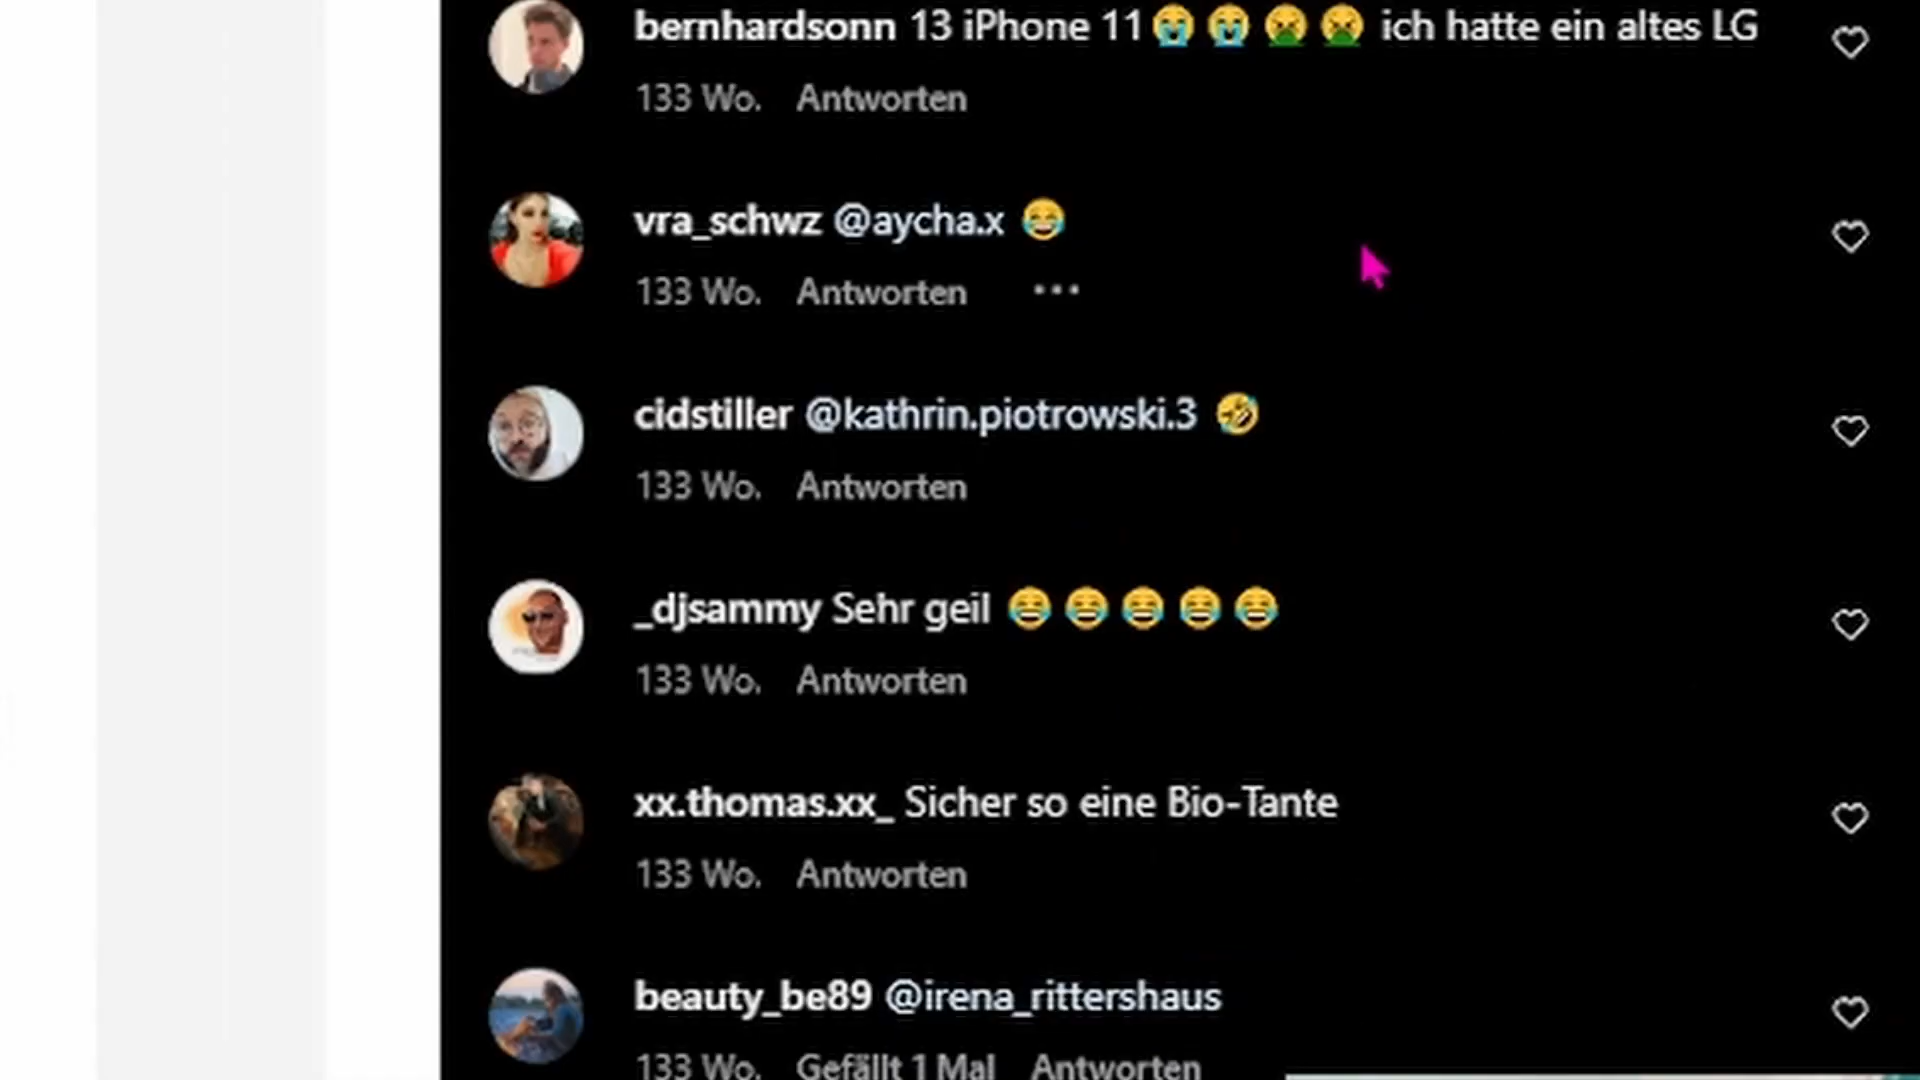 bernhardsonn 13 iPhone 11😭😭🤮🤮 ich hatte ein altes LG
133 Wo. Antworten
vra_schwz @aycha.x 😂
133 Wo. Antworten ...
cidstiller @kathrin.piotrowski.3 🤣
133 Wo. Antworten
_djsammy Sehr geil 😂😂😂😂😂
133 Wo. Antworten
xx.thomas.xx_ Sicher so eine Bio-Tante
133 Wo. Antworten
beauty_be89 @irena_rittershaus
133 Wo. Gefällt 1 Mal Antworten